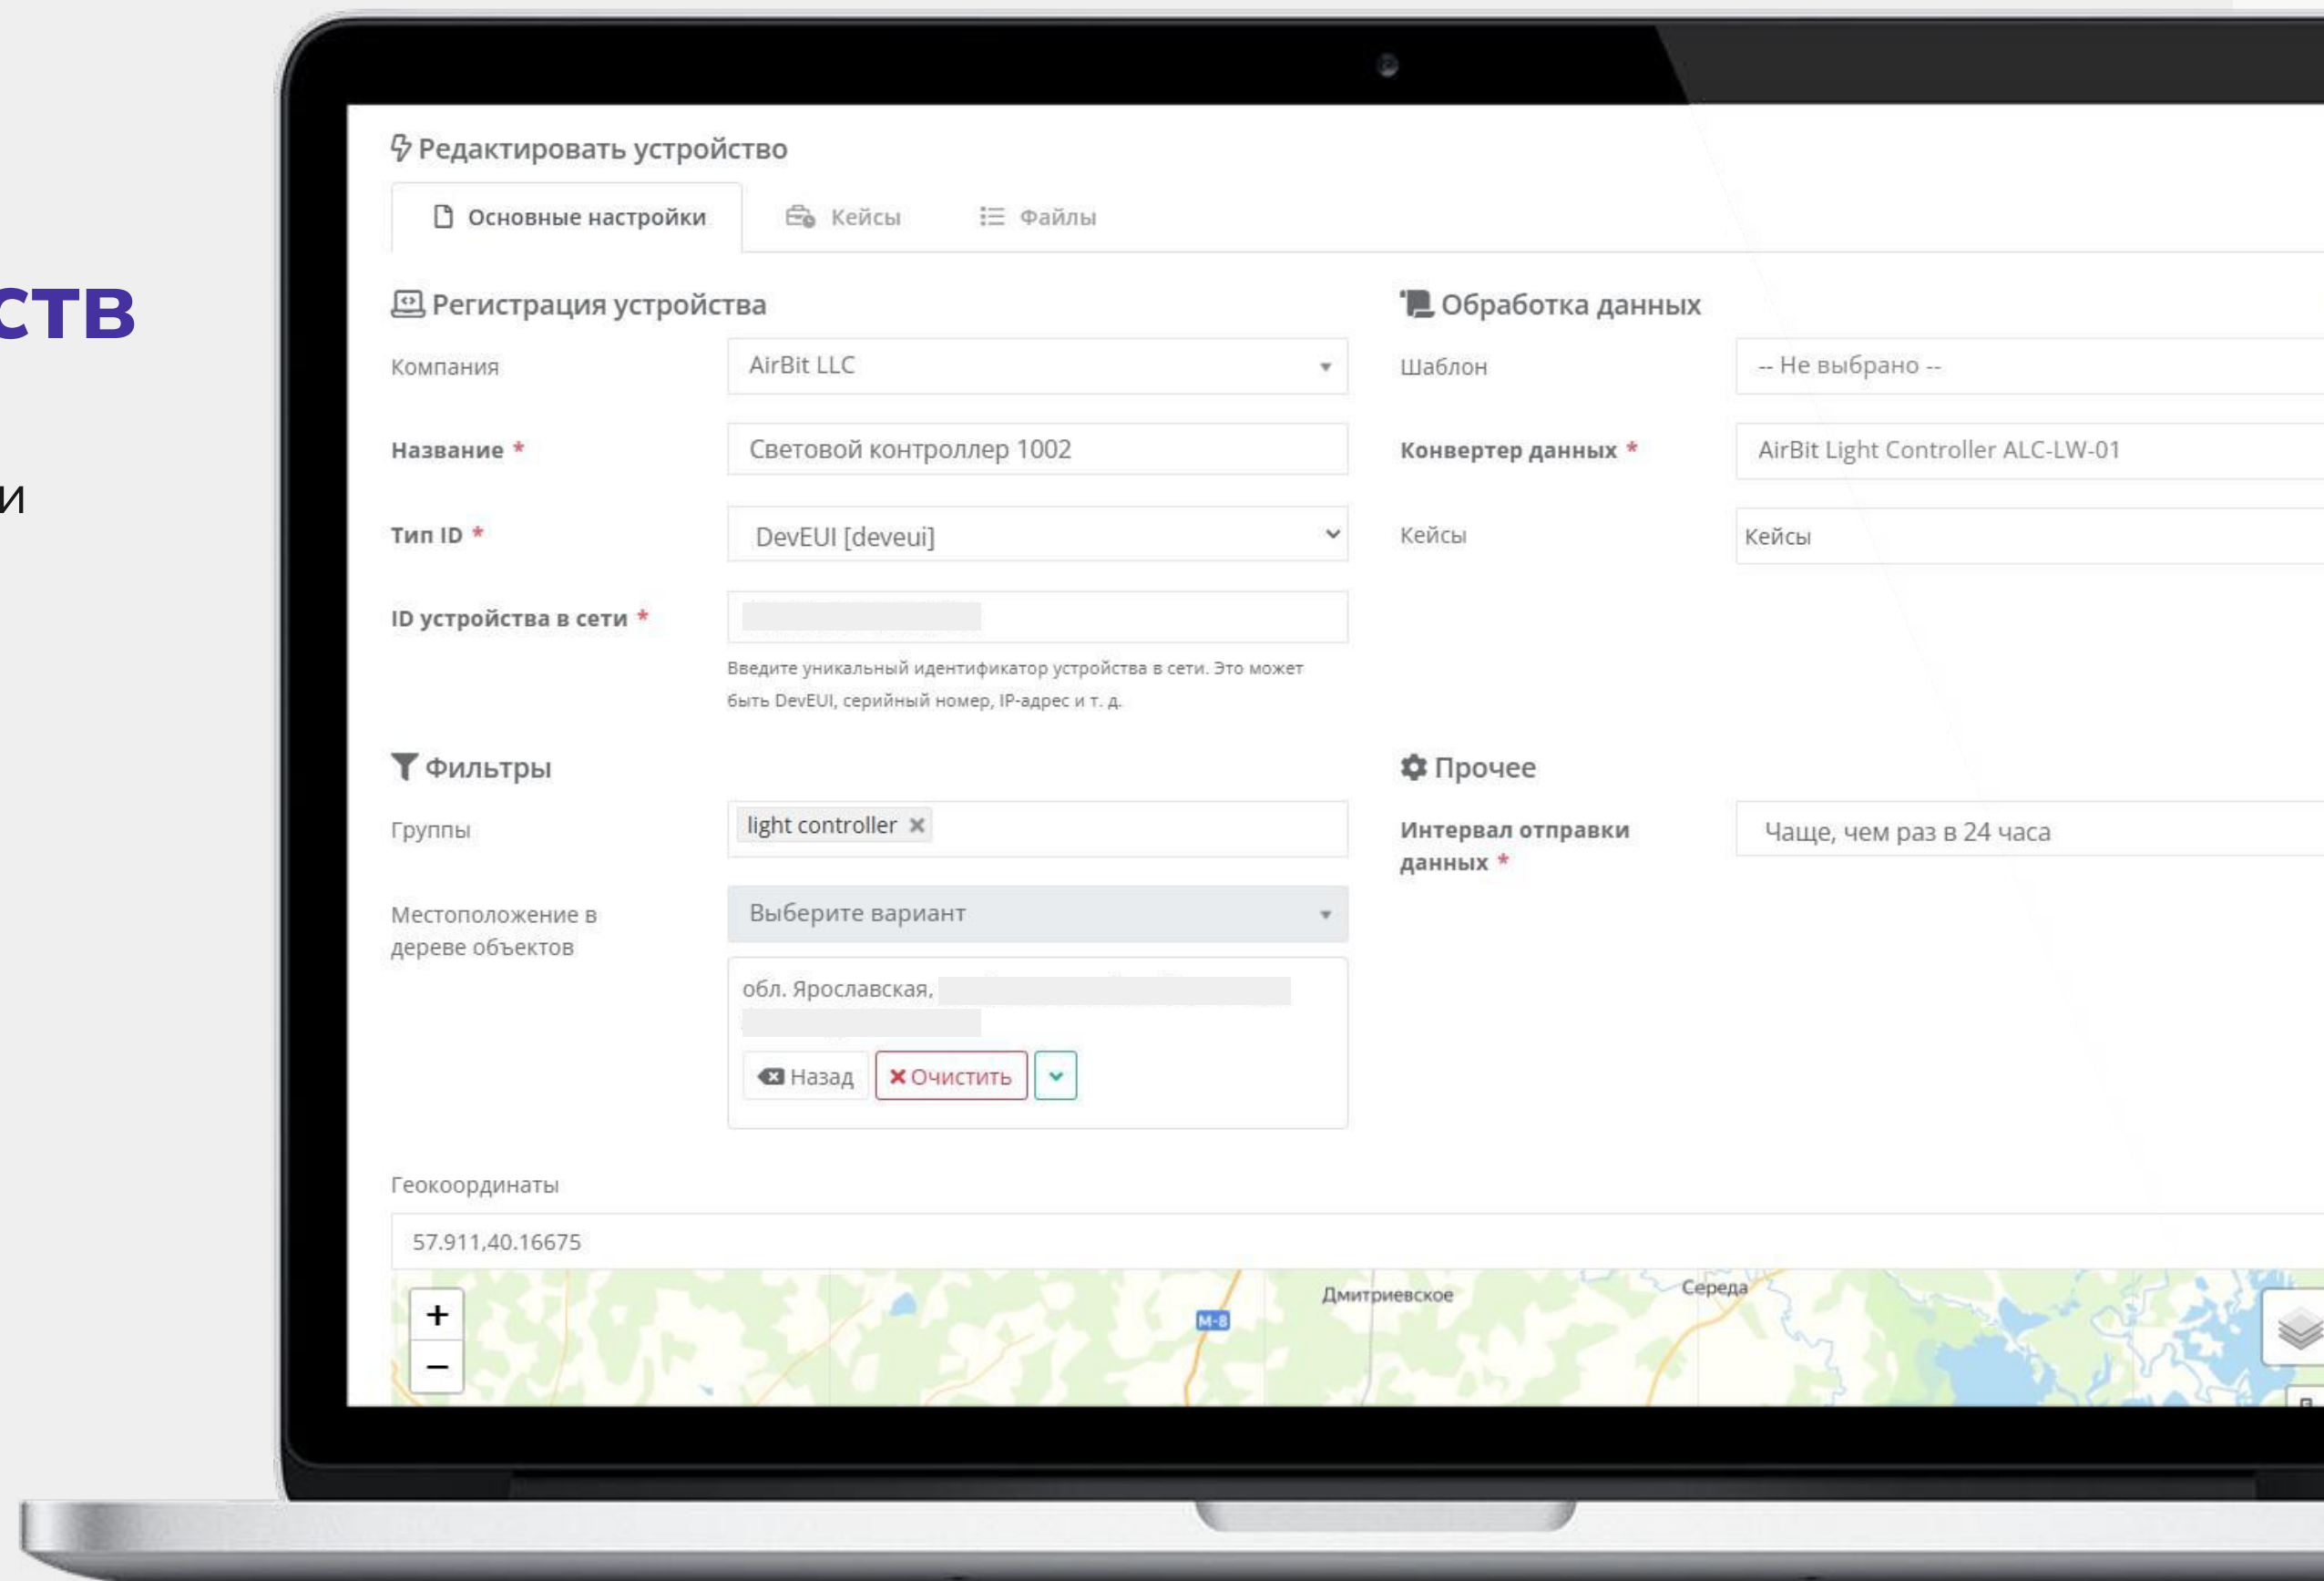 ств
и
Редактировать устройство
Основные настройки
Кейсы
Файлы
Регистрация устройства
Компания
AirBit LLC
Название *
Световой контроллер 1002
Тип ID *
DevEUI [deveui]
ID устройства в сети *
Введите уникальный идентификатор устройства в сети. Это может
быть DevEUI, серийный номер, IP-адрес и т. д.
Обработка данных
Шаблон
-- Не выбрано --
Конвертер данных *
AirBit Light Controller ALC-LW-01
Кейсы
Кейсы
Фильтры
Группы
light controller ×
Местоположение в
дереве объектов
Выберите вариант
обл. Ярославская,
Назад
Очистить
Прочее
Интервал отправки
данных *
Чаще, чем раз в 24 часа
Геокоординаты
57.911,40.16675
+
−
М-8
Дмитриевское
Середа